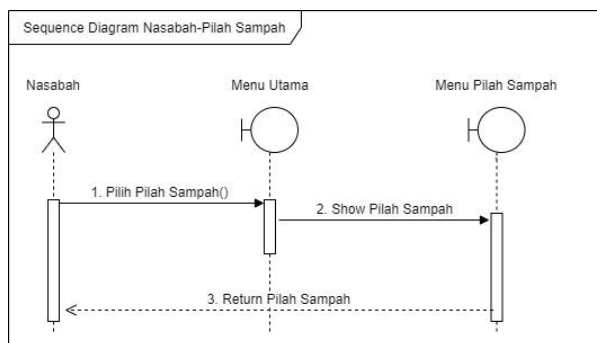 Sequence Diagram Nasabah-Pilah Sampah
Nasabah
Menu Utama
Menu Pilah Sampah
1. Pilih Pilah Sampah()
2. Show Pilah Sampah
3. Return Pilah Sampah